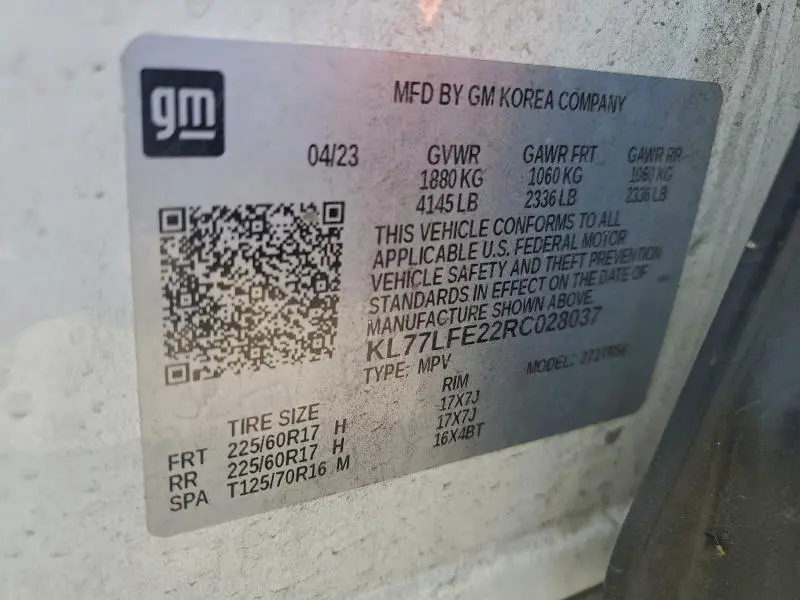 gm
MFD BY GM KOREA COMPANY
04/23 GVWR GAWR FRT GAWR RR
1880 KG 1060 KG 1060 KG
4145 LB 2336 LB 2336 LB
THIS VEHICLE CONFORMS TO ALL
APPLICABLE U.S. FEDERAL MOTOR
VEHICLE SAFETY AND THEFT PREVENTION
STANDARDS IN EFFECT ON THE DATE OF
MANUFACTURE SHOWN ABOVE.
KL77LFE22RC028037
TYPE: MPV MODEL:
TIRE SIZE RIM
FRT 225/60R17 H 17X7J
RR 225/60R17 H 17X7J
SPA T125/70R16 M 16X4BT